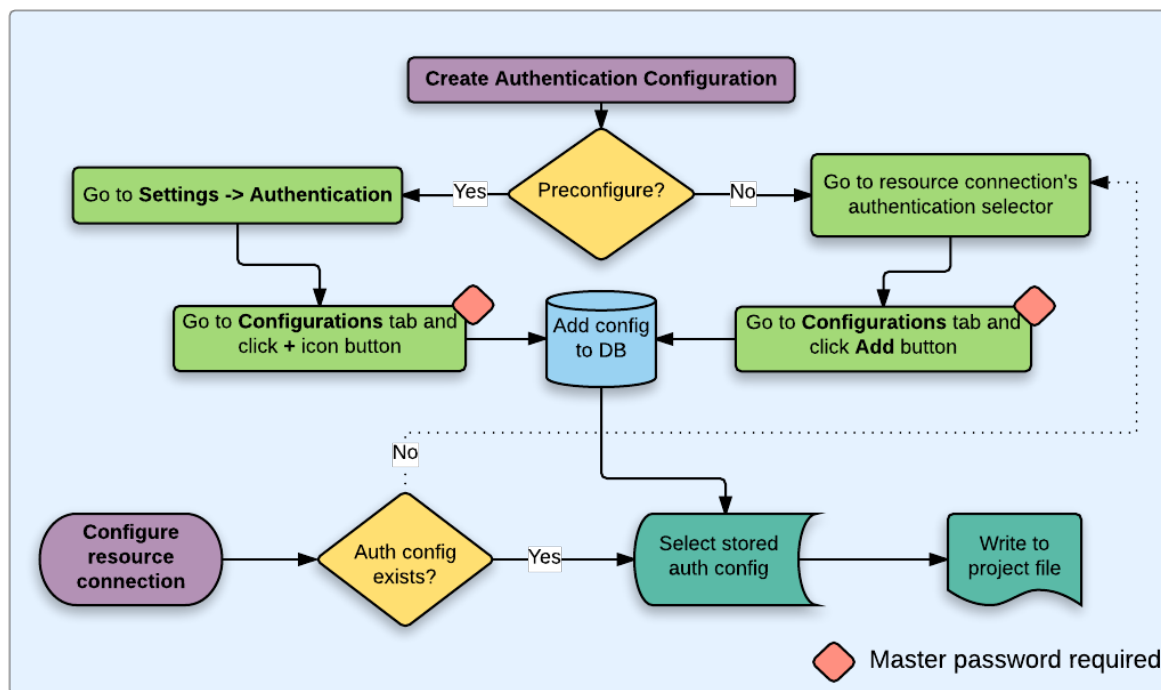 Create Authentication Configuration
Preconfigure?
Yes
No
Go to Settings -> Authentication
Go to resource connection's
authentication selector
Go to Configurations tab and
click + icon button
Add config
to DB
Go to Configurations tab and
click Add button
No
Configure
resource
connection
Auth config
exists?
Yes
Select stored
auth config
Write to
project file
Master password required